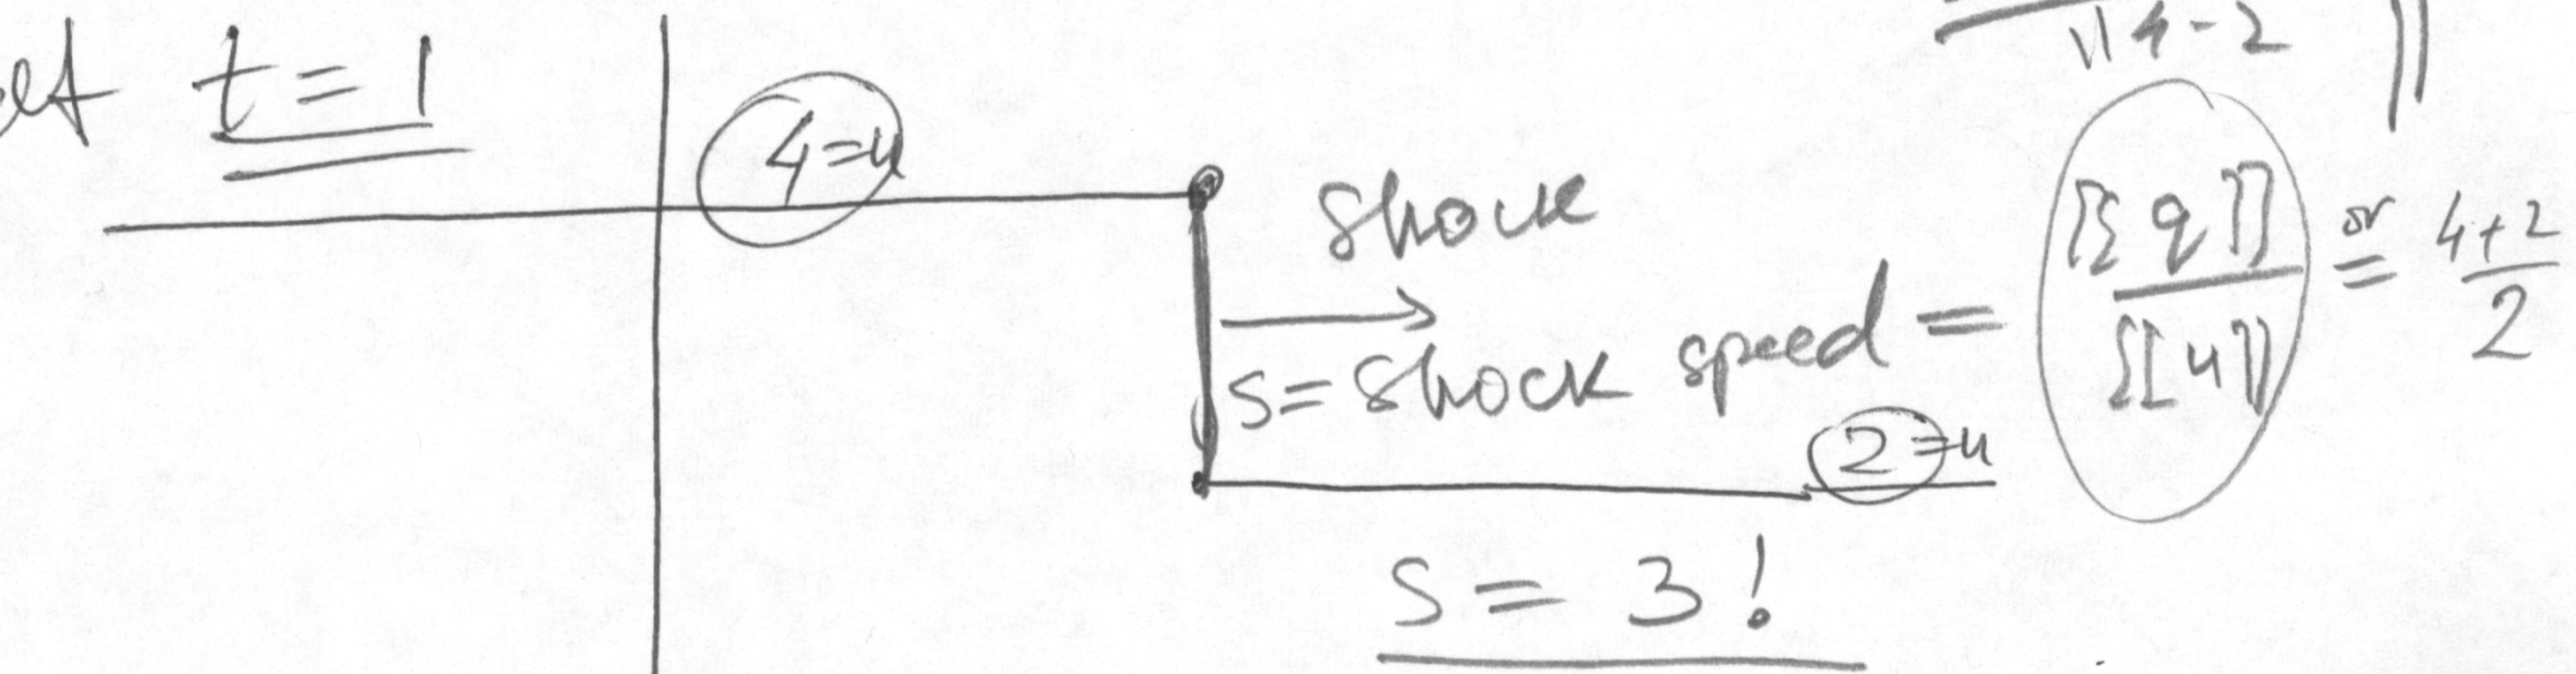 t = 1
4-2
4=u
shock
s= shock speed = [[q]]/[[u]] or = 4+2/2
2=u
s = 3!